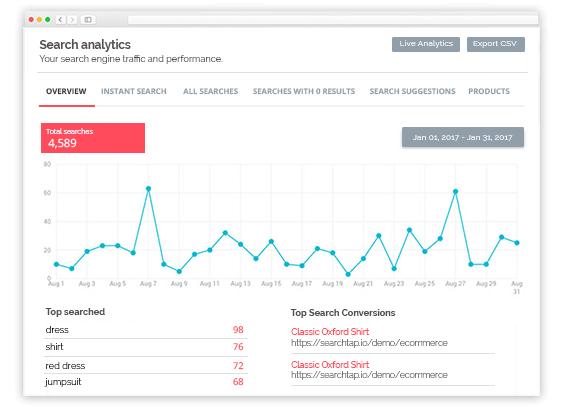 Search analytics
Live Analytics
Export CSV
Your search engine traffic and performance.
OVERVIEW
INSTANT SEARCH
ALL SEARCHES
SEARCHES WITH 0 RESULTS
SEARCH SUGGESTIONS
PRODUCTS
Total searches
4,589
Jan 01, 2017 - Jan 31, 2017
80
60
40
20
0
Aug 1
Aug 3
Aug 5
Aug 7
Aug 9
Aug 11
Aug 13
Aug 15
Aug 17
Aug 19
Aug 21
Aug 23
Aug 25
Aug 27
Aug 29
Aug 31
Top searched
dress 98
shirt 76
red dress 72
jumpsuit 68
Top Search Conversions
Classic Oxford Shirt
https://searchtap.io/demo/ecommerce
Classic Oxford Shirt
https://searchtap.io/demo/ecommerce